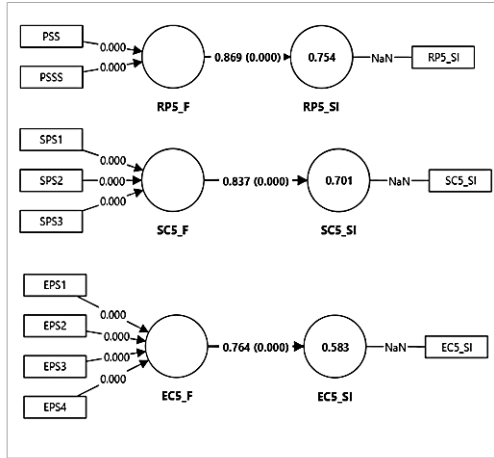 PSS
0.000
PSSS
0.000
RP5_F
0.869 (0.000)
0.754
RP5_SI
NaN
RP5_SI
SPS1
0.000
SPS2
0.000
SPS3
0.000
SC5_F
0.837 (0.000)
0.701
SC5_SI
NaN
SC5_SI
EPS1
0.000
EPS2
0.000
EPS3
0.000
EPS4
0.000
EC5_F
0.764 (0.000)
0.583
EC5_SI
NaN
EC5_SI